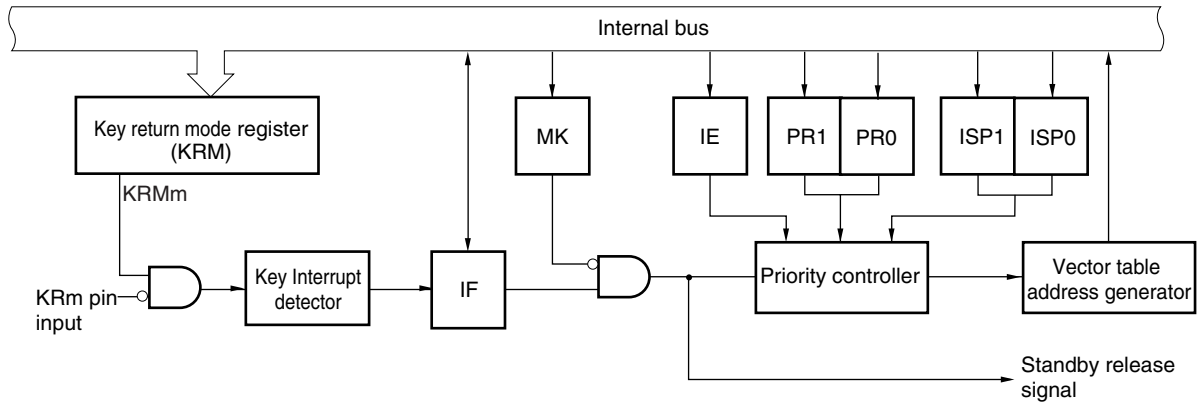 Internal bus
Key return mode register
(KRM)
MK
IE
PR1
PR0
ISP1
ISP0
KRMm
KRm pin
input
Key Interrupt
detector
IF
Priority controller
Vector table
address generator
Standby release
signal